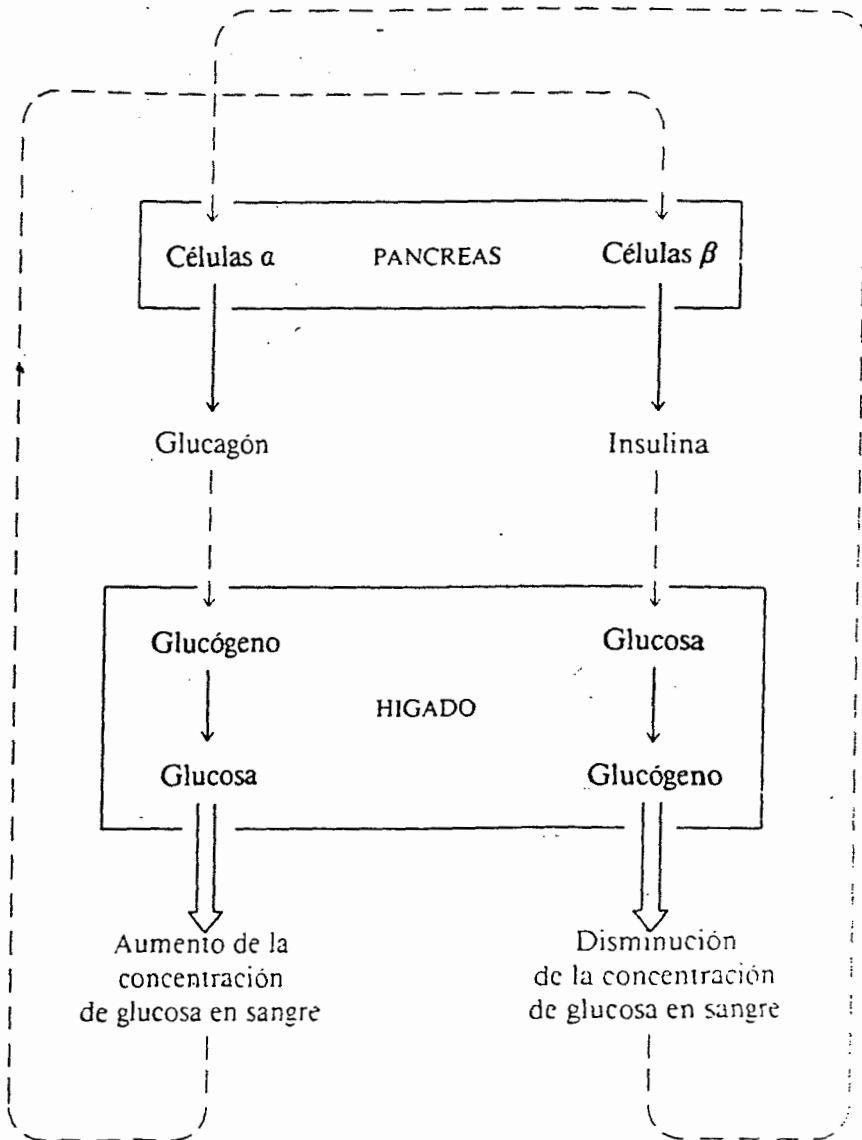 Células α PANCREAS Células β
Glucagón Insulina
Glucógeno Glucosa
HIGADO
Glucosa Glucógeno
Aumento de la
concentración
de glucosa en sangre
Disminución
de la concentración
de glucosa en sangre